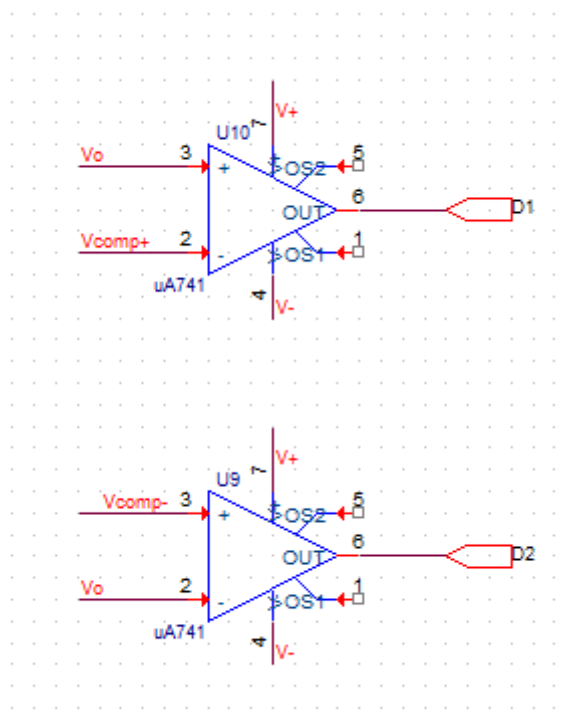 V+
U10 7
Vo 3 + OS2 5
OUT 6 D1
Vcomp+ 2 - OS1 1
uA741 4
V-
V+
U9 7
Vcomp- 3 + OS2 5
OUT 6 D2
Vo 2 - OS1 1
uA741 4
V-